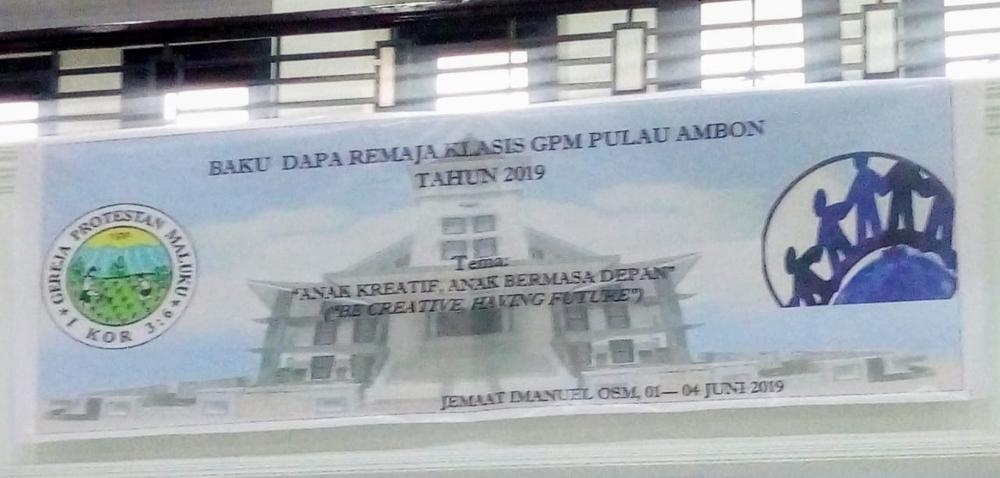 BAKU DAPA REMAJA KLASIS GPM PULAU AMBON
TAHUN 2019
GEREJA PROTESTAN MALUKU
I KOR 3:6
Tema:
"ANAK KREATIF, ANAK BERMASA DEPAN"
("BE CREATIVE, HAVING FUTURE")
JEMAAT IMANUEL OSM, 01— 04 JUNI 2019